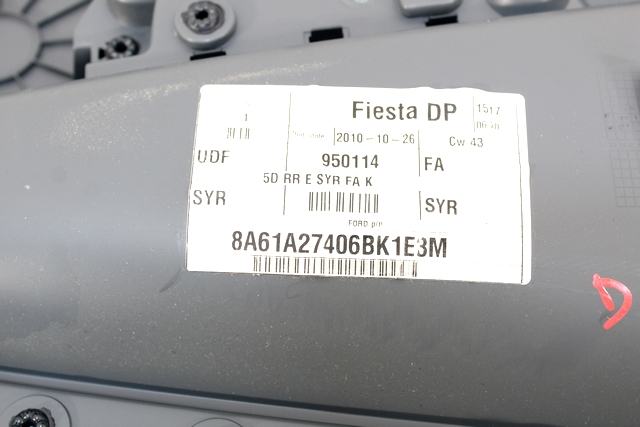 1 Fiesta DP 1517
2010-10-26 Cw 43
UDF 950114 FA
5D RR E SYR FA K
SYR SYR
FORD p/n
8A61A27406BK1E3M
D